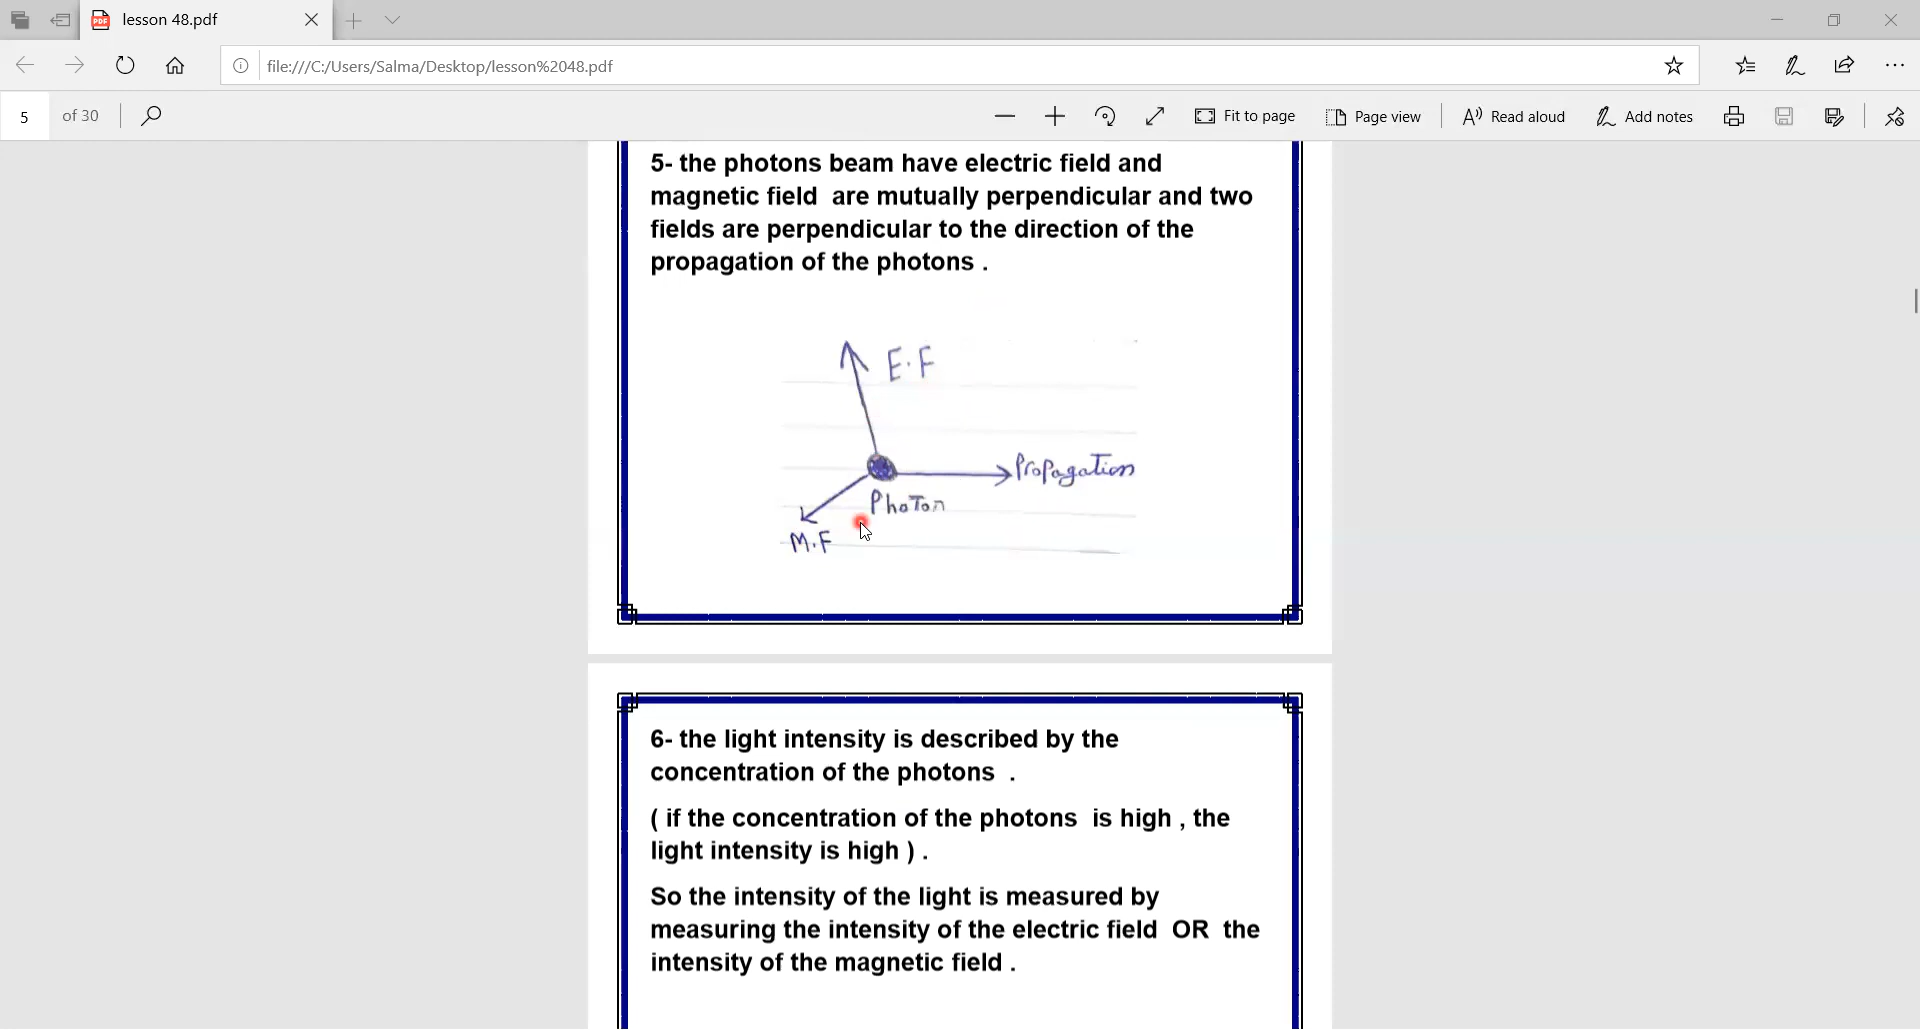 lesson 48.pdf
file:///C:/Users/Salma/Desktop/lesson%2048.pdf
5 of 30 Fit to page Page view Read aloud Add notes
5- the photons beam have electric field and
magnetic field are mutually perpendicular and two
fields are perpendicular to the direction of the
propagation of the photons .
E.F
Propagation
Photon
M.F
6- the light intensity is described by the
concentration of the photons .
( if the concentration of the photons is high , the
light intensity is high ) .
So the intensity of the light is measured by
measuring the intensity of the electric field OR the
intensity of the magnetic field .